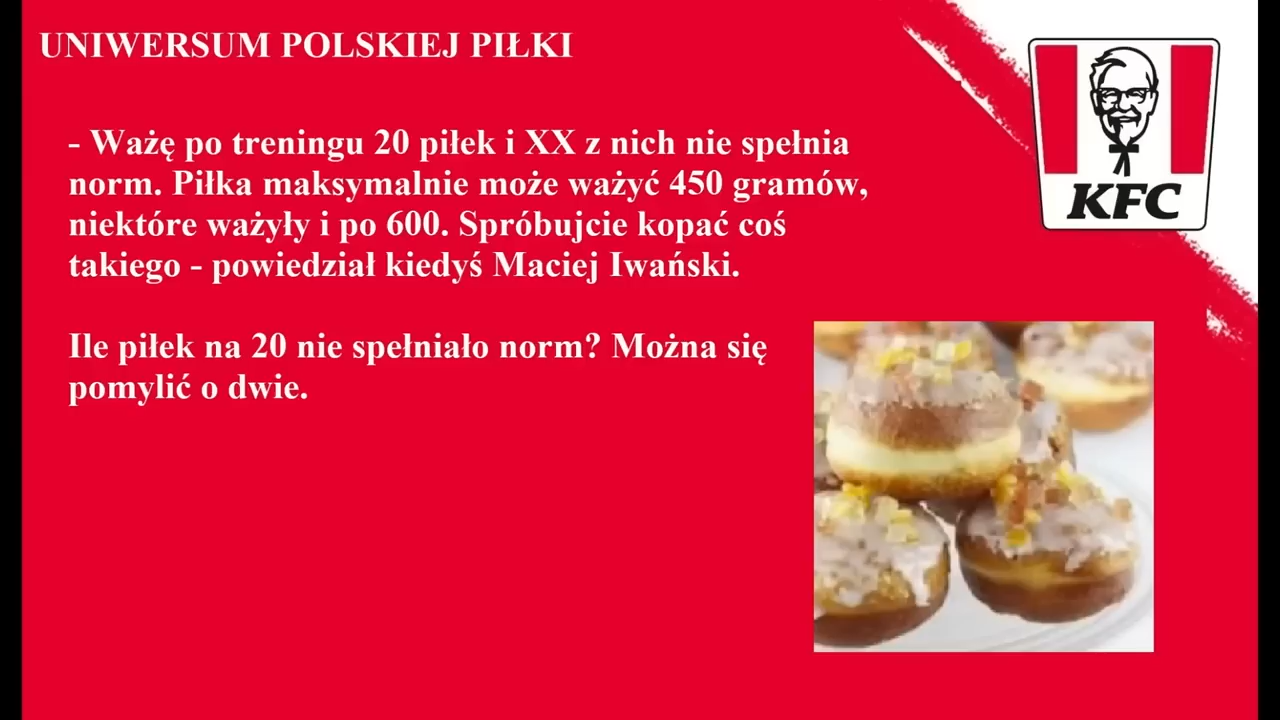 UNIWERSUM POLSKIEJ PIŁKI
- Ważę po treningu 20 piłek i XX z nich nie spełnia
norm. Piłka maksymalnie może ważyć 450 gramów,
niektóre ważyły i po 600. Spróbujcie kopać coś
takiego - powiedział kiedyś Maciej Iwański.
Ile piłek na 20 nie spełniało norm? Można się
pomylić o dwie.
KFC